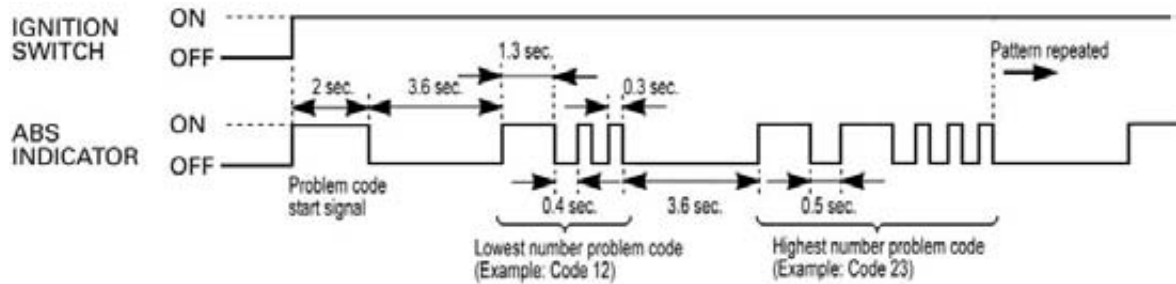 IGNITION
SWITCH
ON
OFF
1.3 sec.
Pattern repeated
2 sec.
3.6 sec.
0.3 sec.
ABS
INDICATOR
ON
OFF
Problem code
start signal
0.4 sec.
3.6 sec.
0.5 sec.
Lowest number problem code
(Example: Code 12)
Highest number problem code
(Example: Code 23)